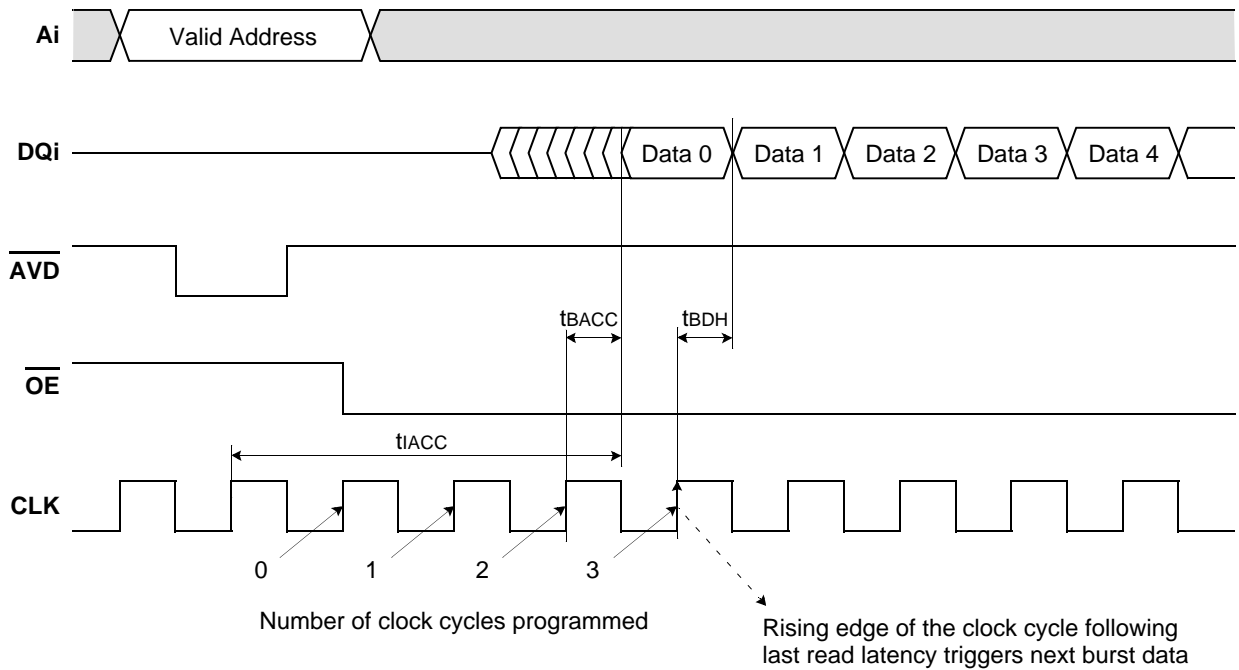 Ai
Valid Address
DQi
Data 0
Data 1
Data 2
Data 3
Data 4
AVD
tBACC
tBDH
OE
tIACC
CLK
0
1
2
3
Number of clock cycles programmed
Rising edge of the clock cycle following
last read latency triggers next burst data